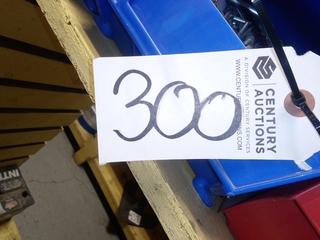 300
CENTURY
AUCTIONS
A DIVISION OF CENTURY SERVICES